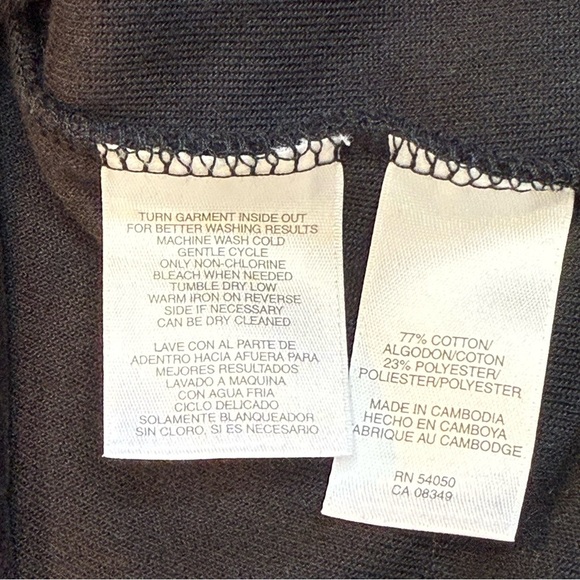 TURN GARMENT INSIDE OUT
FOR BETTER WASHING RESULTS
MACHINE WASH COLD
GENTLE CYCLE
ONLY NON-CHLORINE
BLEACH WHEN NEEDED
TUMBLE DRY LOW
WARM IRON ON REVERSE
SIDE IF NECESSARY
CAN BE DRY CLEANED
LAVE CON AL PARTE DE
ADENTRO HACIA AFUERA PARA
MEJORES RESULTADOS
LAVADO A MAQUINA
CON AGUA FRIA
CICLO DELICADO
SOLAMENTE BLANQUEADOR
SIN CLORO, SI ES NECESARIO
77% COTTON/
ALGODON/COTON
23% POLYESTER/
POLIESTER/POLYESTER
MADE IN CAMBODIA
HECHO EN CAMBOYA
FABRIQUE AU CAMBODGE
RN 54050
CA 08349